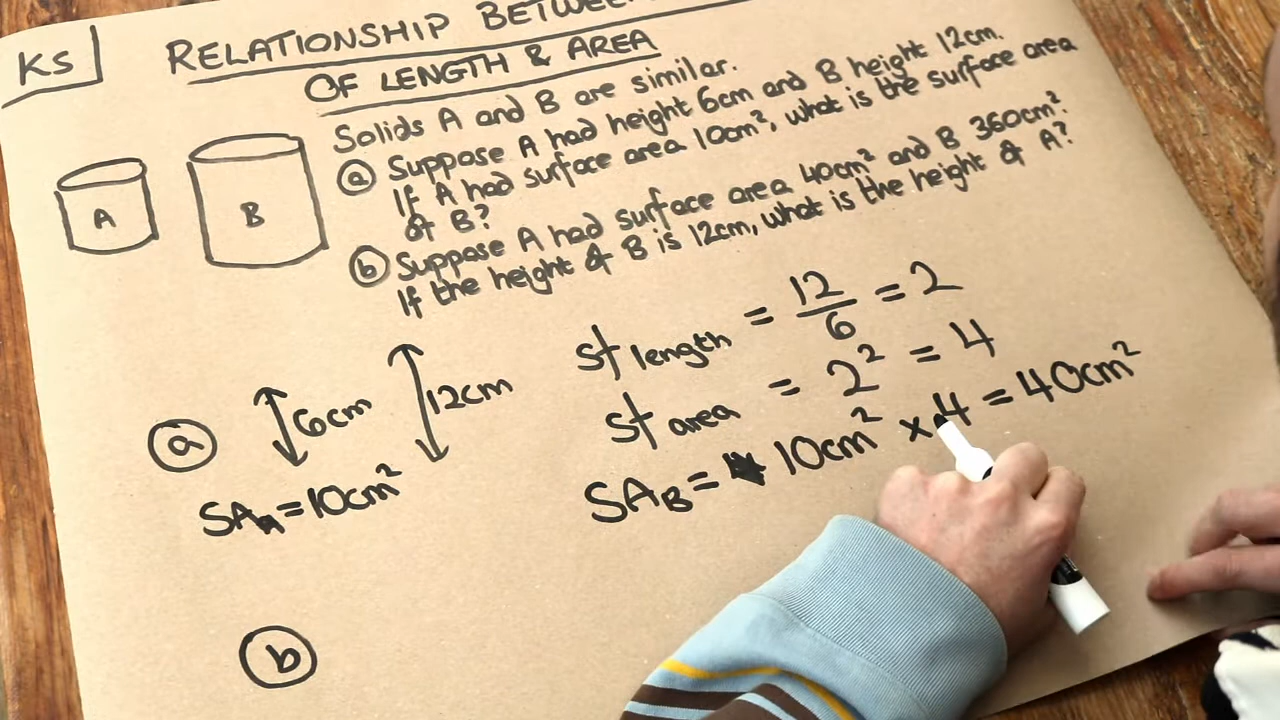 KS
RELATIONSHIP
OF LENGTH & AREA
Solids A and B are similar.
ⓐ Suppose A had height 6cm and B height 12cm.
If A had surface area 10cm², what is the surface area
of B?
ⓑ Suppose A had surface area 40cm² and B 360cm².
If the height of B is 12cm, what is the height of A?
A
B
ⓐ
6cm
12cm
SA_A = 10cm²
sf length = 12/6 = 2
sf area = 2² = 4
SA_B = 10cm² × 4 = 40cm²
ⓑ